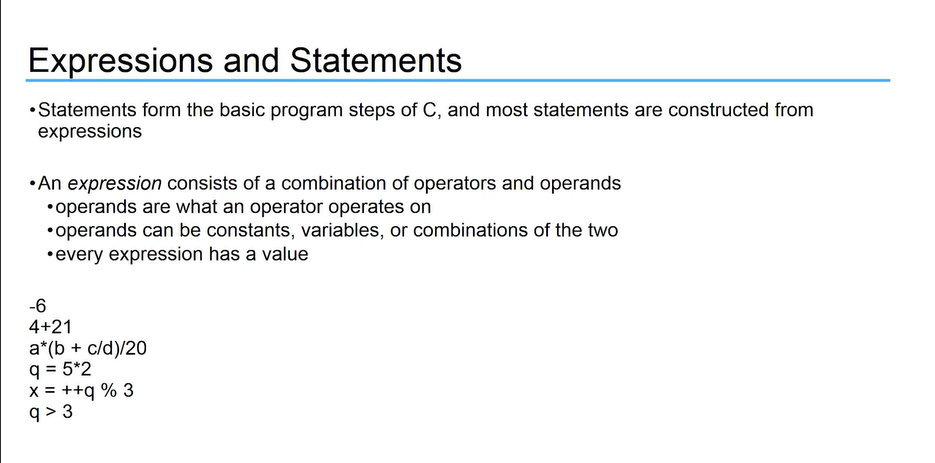 Expressions and Statements
•Statements form the basic program steps of C, and most statements are constructed from
expressions
•An expression consists of a combination of operators and operands
•operands are what an operator operates on
•operands can be constants, variables, or combinations of the two
•every expression has a value
-6
4+21
a*(b + c/d)/20
q = 5*2
x = ++q % 3
q > 3